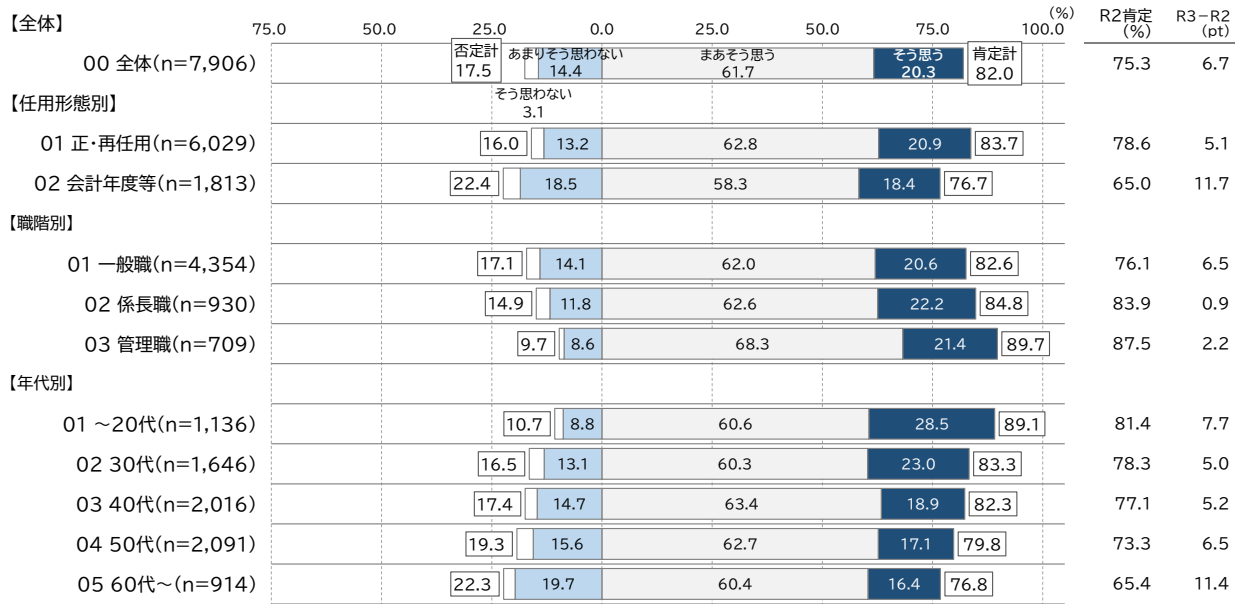 【全体】 (%) R2肯定(%) R3−R2(pt)
75.0 50.0 25.0 0.0 25.0 50.0 75.0 100.0
00 全体(n=7,906) 否定計 17.5 あまりそう思わない 14.4 まあそう思う 61.7 そう思う 20.3 肯定計 82.0 75.3 6.7
そう思わない
3.1
【任用形態別】
01 正・再任用(n=6,029) 16.0 13.2 62.8 20.9 83.7 78.6 5.1
02 会計年度等(n=1,813) 22.4 18.5 58.3 18.4 76.7 65.0 11.7
【職階別】
01 一般職(n=4,354) 17.1 14.1 62.0 20.6 82.6 76.1 6.5
02 係長職(n=930) 14.9 11.8 62.6 22.2 84.8 83.9 0.9
03 管理職(n=709) 9.7 8.6 68.3 21.4 89.7 87.5 2.2
【年代別】
01 ～20代(n=1,136) 10.7 8.8 60.6 28.5 89.1 81.4 7.7
02 30代(n=1,646) 16.5 13.1 60.3 23.0 83.3 78.3 5.0
03 40代(n=2,016) 17.4 14.7 63.4 18.9 82.3 77.1 5.2
04 50代(n=2,091) 19.3 15.6 62.7 17.1 79.8 73.3 6.5
05 60代～(n=914) 22.3 19.7 60.4 16.4 76.8 65.4 11.4